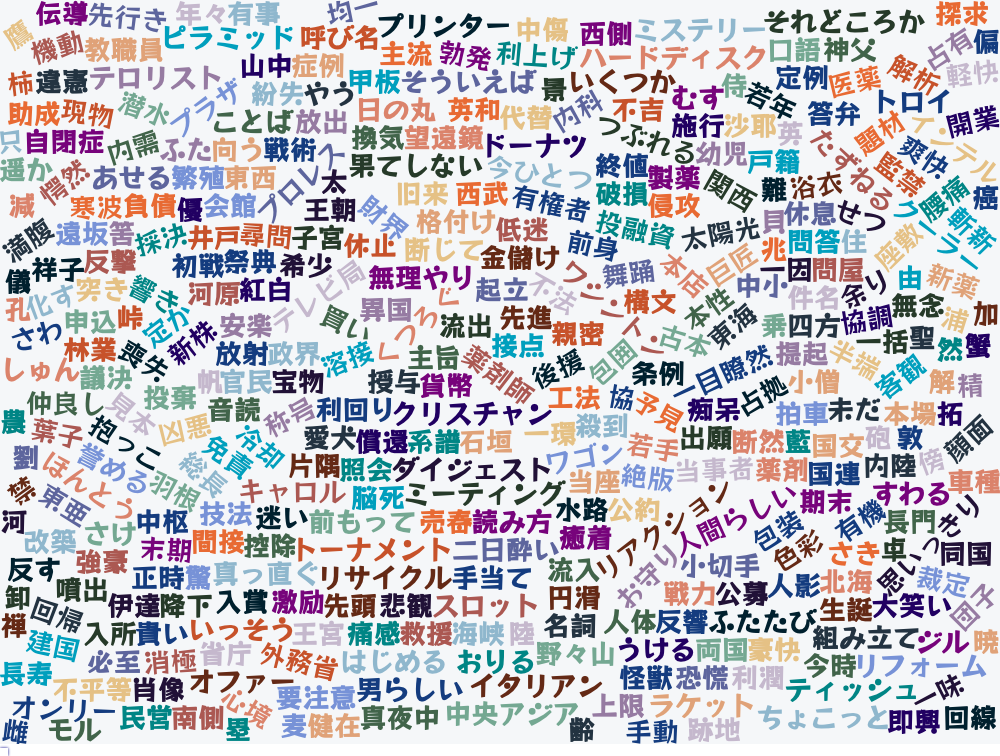 伝導 先行き 年々 有事 均一 プリンター 中傷 西側 ミステリー それどころか 探求
鷹 機動 教職員 ピラミッド 呼び名 主流 勃発 利上げ ハードディスク 口語 神父 占有 偏
柿 違憲 テロリスト 山中 症例 甲板 そういえば 景 いくつか 侍 定例 医薬 解析 軽快
助成 現物 潜水 プラザ 紛失 やう 日の丸 英和 代替 内科 不吉 むす 若年 答弁 トロイ
只 自閉症 内需 ことば 放出 換気 望遠鏡 ドーナツ つぶれる 施行 沙耶 英 題材 インテル 開業
遥か 愕然 ふた 向う 戦術 果てしない 今ひとつ 終値 幼児 戸籍 たずねる 監禁 爽快
あせる 繁殖 東西 プロレス 太 旧来 西武 有権者 破損 製薬 関西 難 浴衣 腰痛 癌
減 寒波 負債 優 会館 王朝 財界 格付け 低迷 投融資 侵攻 太陽光 貝 休息 せつ クーラー 斬新
満腹 遠坂 答 採決 井戸 尋問 子宮 休止 断じて 金儲け 前身 兆 問答 住 座敷
儀 祥子 反撃 初戦 祭典 希少 無理やり ワンニャン 舞踊 本店 巨匠 一因 問屋 由 新薬
孔 化す 突き 響き 河原 紅白 テレビ局 異国 ぐっつろ 起立 不法 構文 本性 中小 件名 余り 無念 浦 加
さわ 申込 峠 定か 新株 安楽 買い 流出 先進 親密 古本 東海 乗 四方 協調 一括 聖
しゅん 林業 喪失 放射 政界 溶接 主旨 薬剤師 接点 後援 包囲 条例 一目瞭然 提起 半端 客観 然 蟹
議決 投棄 帆 官民 宝物 授与 貨幣 工法 協 予見 痴呆 占拠 小僧 解 精
農 仲良し 見本 凶悪 音読 称号 利回り クリスチャン 一環 殺到 拍車 未だ 本場 拓
葉子 抱っこ 免責 冷却 愛犬 償還 系譜 石垣 ワゴン 若手 出願 断然 藍 国交 砲 敦 顔面
劉 ほんとう 誉める 総長 片隅 照会 ダイジェスト 当座 絶版 当事者 薬剤 国連 内陸 傍 車種
禁 東亜 羽根 キャロル 脳死 ミーティング 水路 公約 リアクション 人間らしい 期末 すわる
河 改築 さけ 中枢 技法 迷い 前もって 売春 読み方 癒着 包装 有機 長門 きり
強豪 末期 間接 控除 トーナメント 二日酔い 流入 お守り 小切手 色彩 さき 卓 思いっ 同国
反す 噴出 正時 驚 真っ直ぐ リサイクル 手当て 円滑 戦力 公募 人影 北海 裁定 団子
卸 回帰 伊達 降下 入賞 激励 先頭 悲観 スロット 名詞 人体 反響 ふたたび 生誕 大笑い
禅 建国 入所 貴い いっそう 王宮 痛感 救援 海峡 陸 野々山 うける 両国 豪快 組み立て ジル 暁
長寿 必至 消極 省庁 外務省 はじめる おりる 怪獣 恐慌 利潤 今時 リフォーム
不平等 肖像 オファー 心境 要注意 男らしい イタリアン 上限 ラケット ティッシュ 一味
雌 オンリー モル 民営 南側 塁 麦 健在 真夜中 中央アジア 齢 手動 跡地 ちょこっと 即興 回線